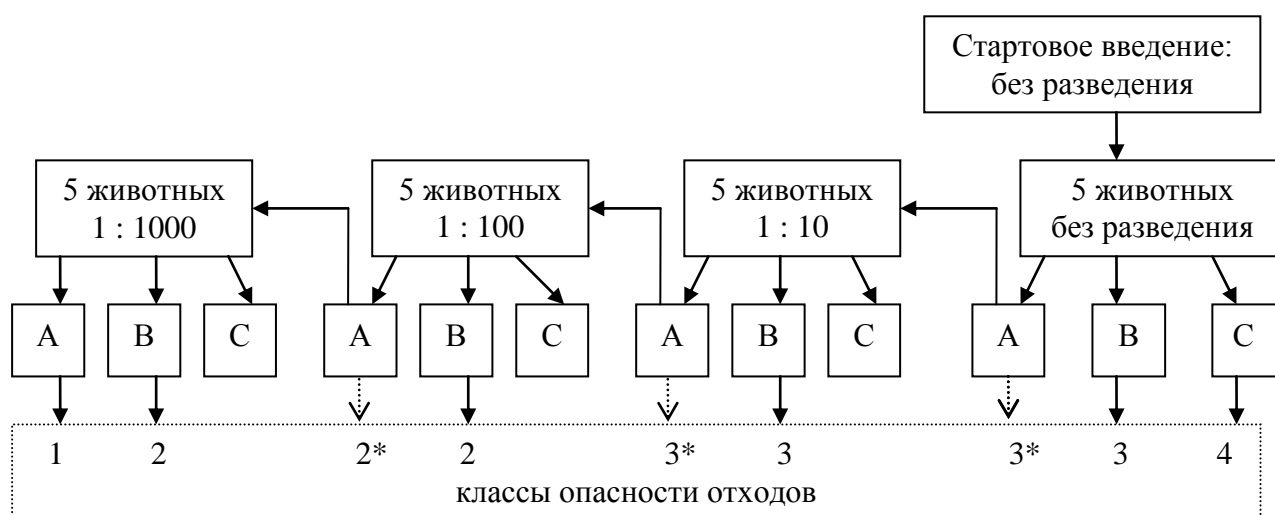 Стартовое введение:
без разведения
5 животных
1 : 1000
5 животных
1 : 100
5 животных
1 : 10
5 животных
без разведения
A B C A B C A B C A B C
1 2 2* 2 3* 3 3* 3 4
классы опасности отходов